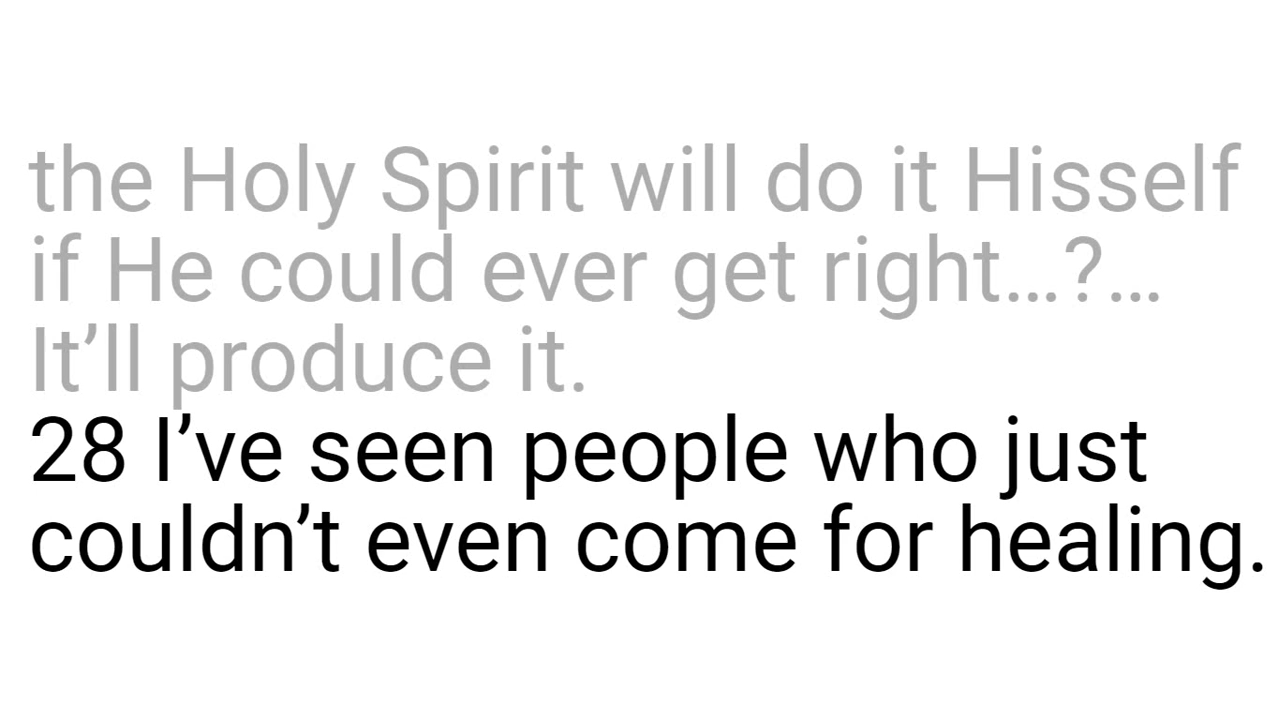 the Holy Spirit will do it Hisself
if He could ever get right…?…
It’ll produce it.
28 I’ve seen people who just
couldn’t even come for healing.